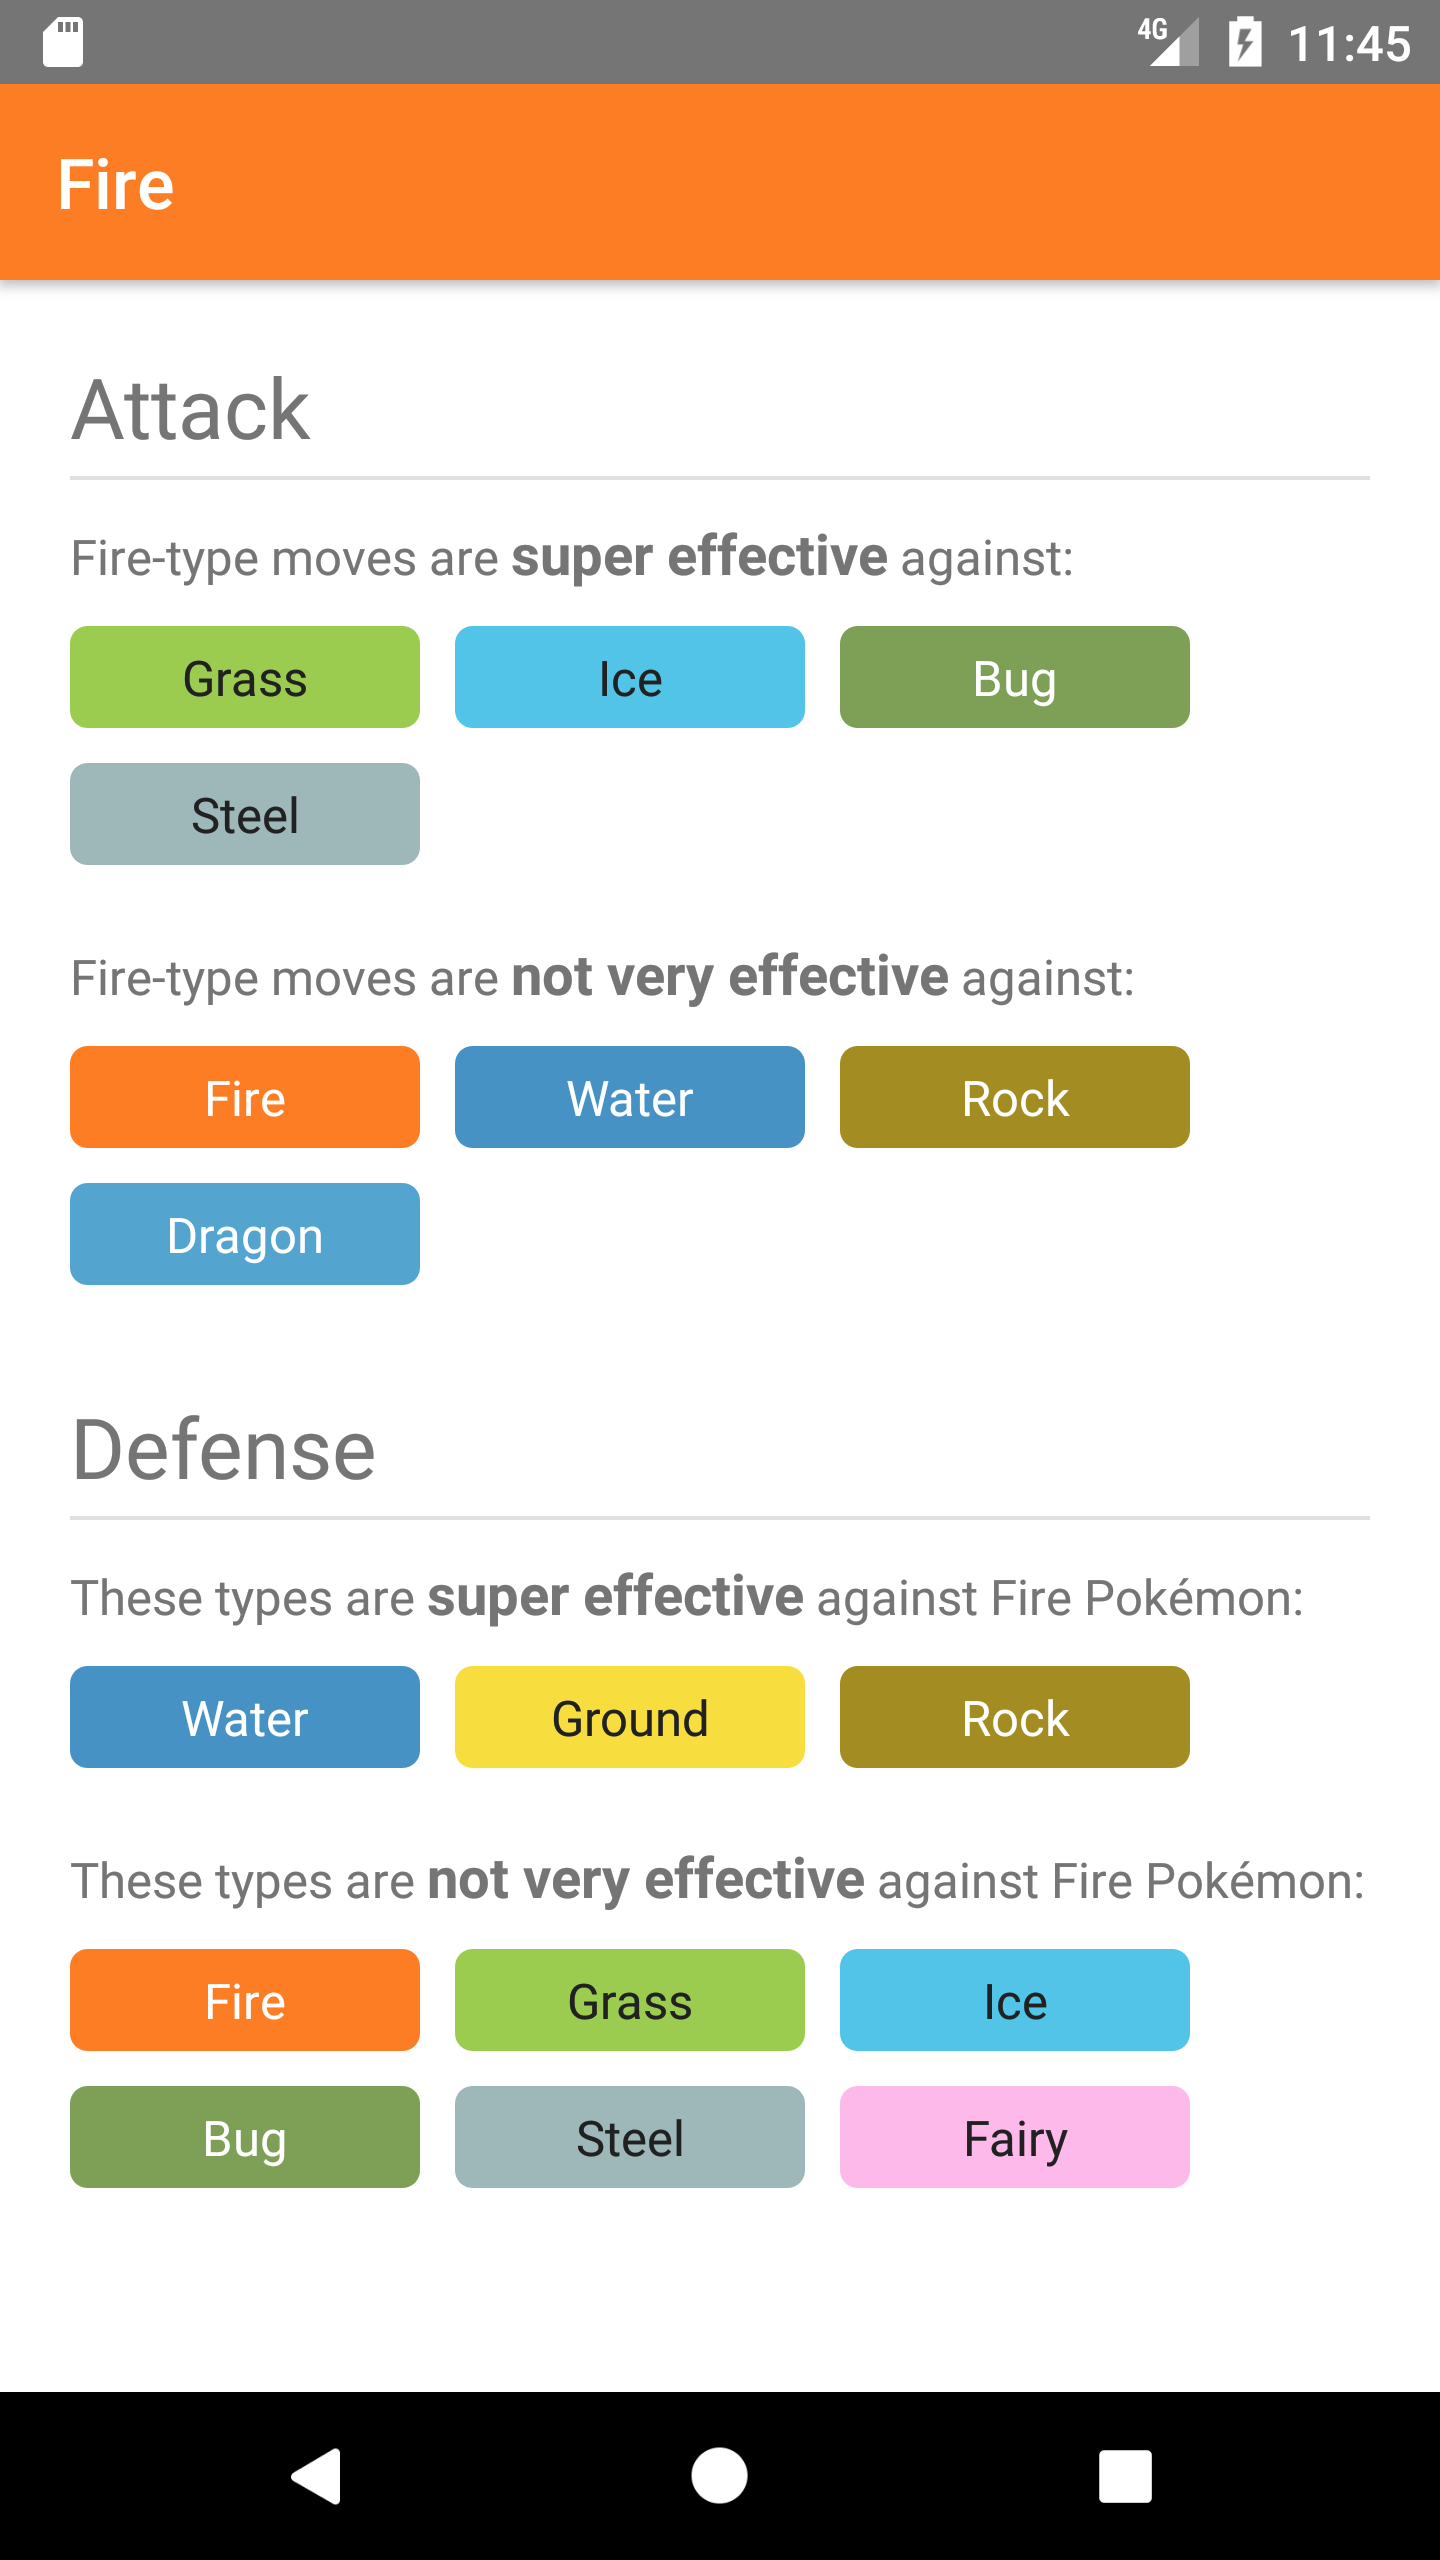 4G 11:45
Fire
Attack
Fire-type moves are super effective against:
Grass Ice Bug
Steel
Fire-type moves are not very effective against:
Fire Water Rock
Dragon
Defense
These types are super effective against Fire Pokémon:
Water Ground Rock
These types are not very effective against Fire Pokémon:
Fire Grass Ice
Bug Steel Fairy